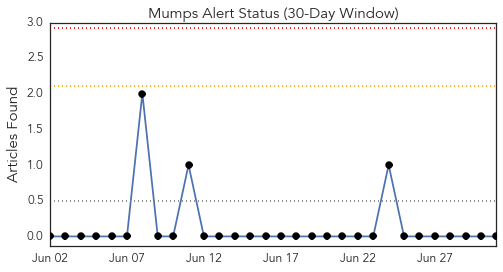 Mumps Alert Status (30-Day Window)
3.0
2.5
2.0
1.5
1.0
0.5
0.0
Articles Found
Jun 02 Jun 07 Jun 12 Jun 17 Jun 22 Jun 27